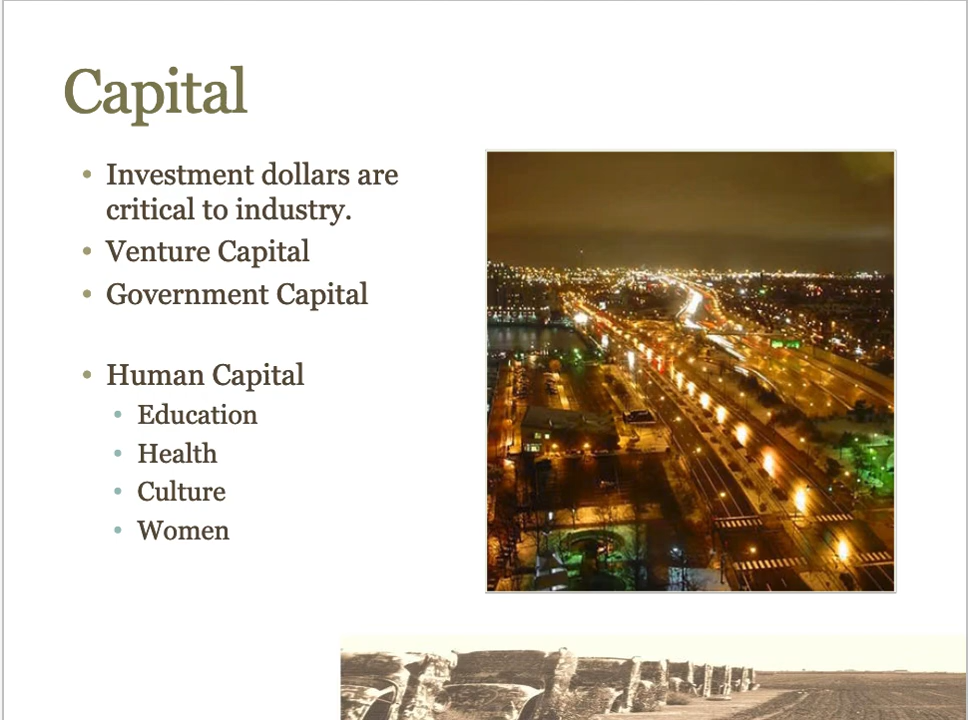 Capital
• Investment dollars are
critical to industry.
• Venture Capital
• Government Capital
• Human Capital
• Education
• Health
• Culture
• Women